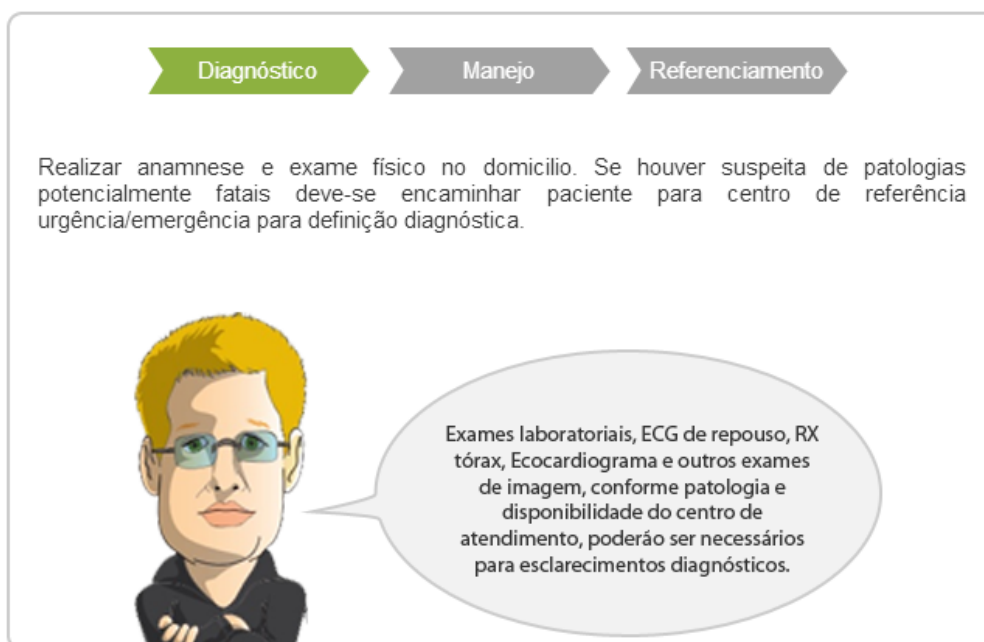 Diagnóstico
Manejo
Referenciamento
Realizar anamnese e exame físico no domicilio. Se houver suspeita de patologias
potencialmente fatais deve-se encaminhar paciente para centro de referência
urgência/emergência para definição diagnóstica.
Exames laboratoriais, ECG de repouso, RX
tórax, Ecocardiograma e outros exames
de imagem, conforme patologia e
disponibilidade do centro de
atendimento, poderão ser necessários
para esclarecimentos diagnósticos.